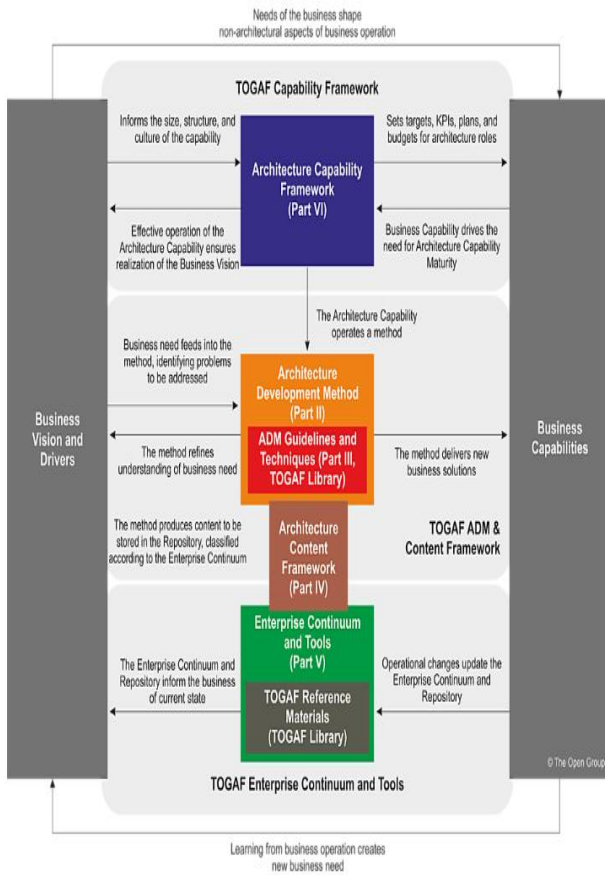 Needs of the business shape
non-architectural aspects of business operation
TOGAF Capability Framework
Informs the size, structure, and
culture of the capability
Sets targets, KPIs, plans, and
budgets for architecture roles
Architecture Capability
Framework
(Part VI)
Effective operation of the
Architecture Capability ensures
realization of the Business Vision
Business Capability drives the
need for Architecture Capability
Maturity
The Architecture Capability
operates a method
Business need feeds into the
method, identifying problems
to be addressed
Architecture
Development Method
(Part II)
ADM Guidelines and
Techniques (Part III,
TOGAF Library)
Business
Vision and
Drivers
Business
Capabilities
The method refines
understanding of business need
The method delivers new
business solutions
The method produces content to be
stored in the Repository, classified
according to the Enterprise Continuum
Architecture
Content
Framework
(Part IV)
TOGAF ADM &
Content Framework
Enterprise Continuum
and Tools
(Part V)
The Enterprise Continuum and
Repository inform the business
of current state
Operational changes update the
Enterprise Continuum and
Repository
TOGAF Reference
Materials
(TOGAF Library)
© The Open Group
TOGAF Enterprise Continuum and Tools
Learning from business operation creates
new business need